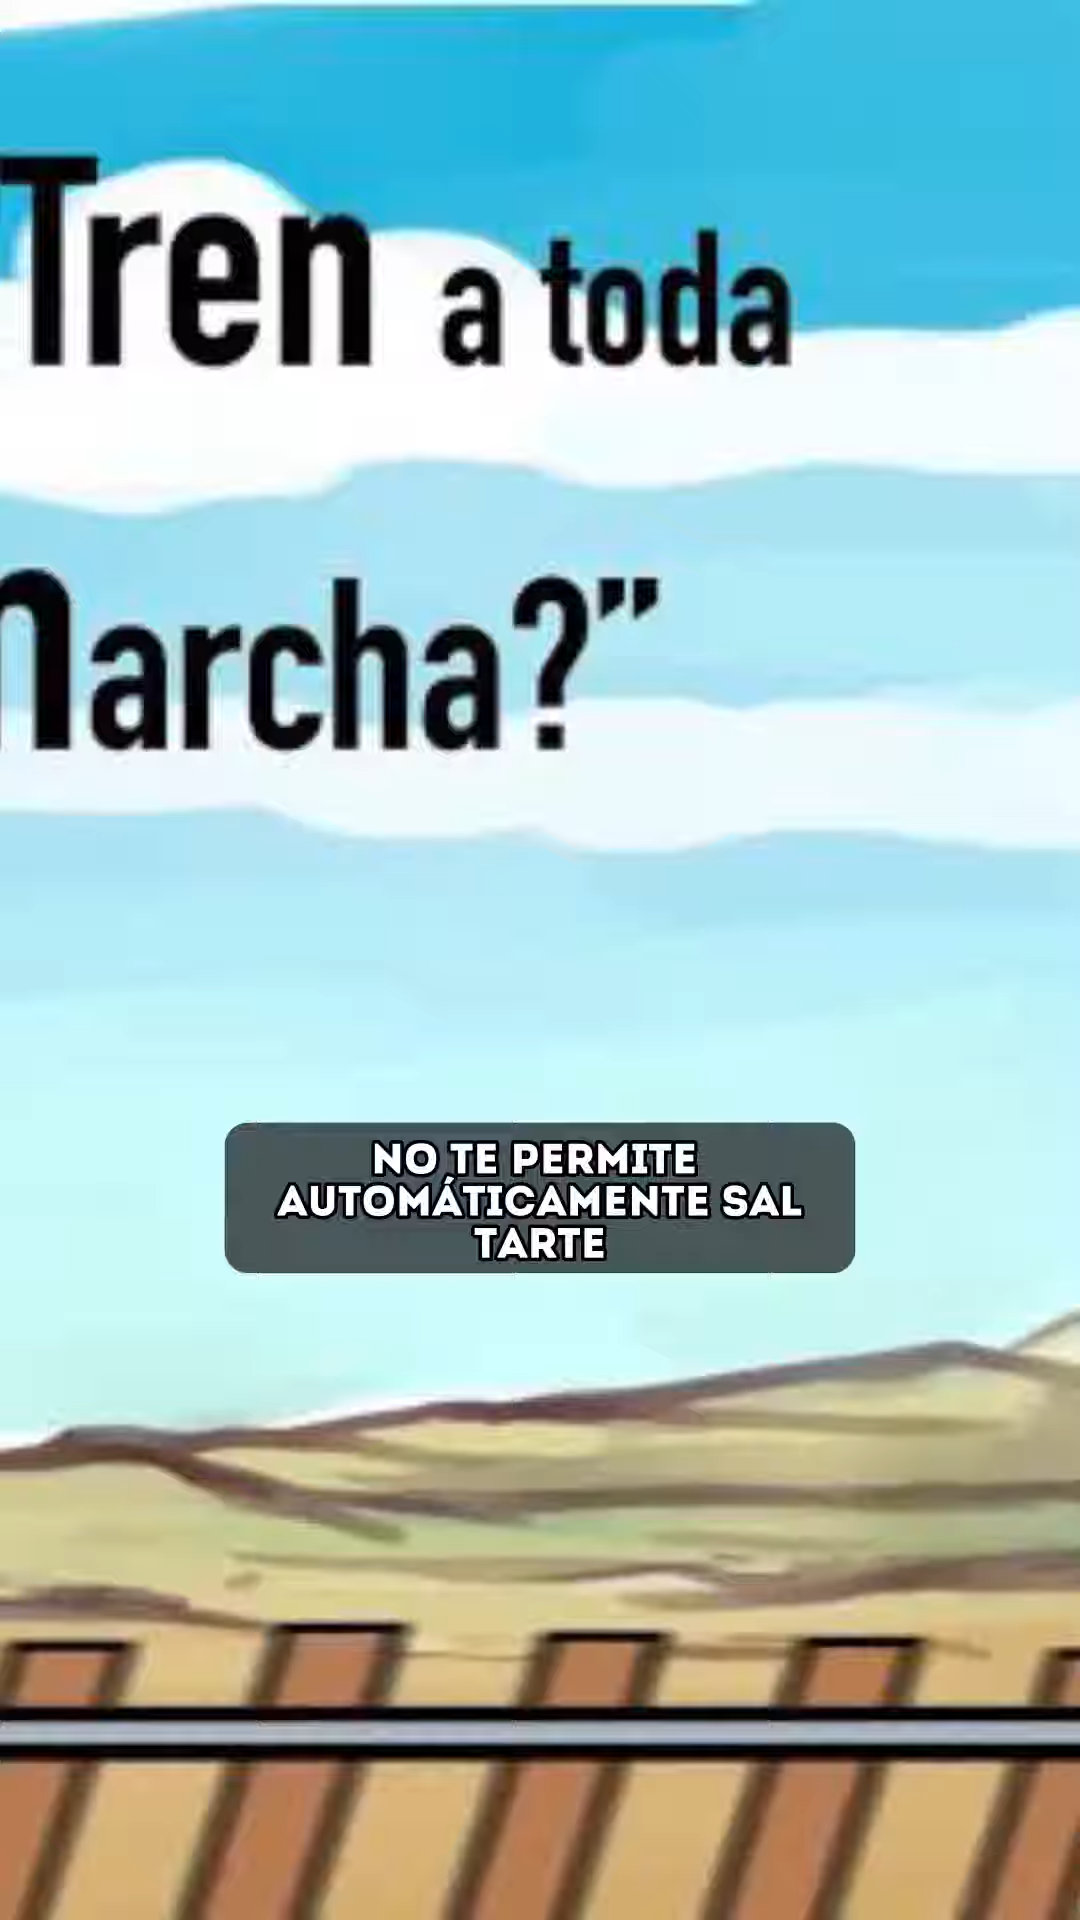 Tren a toda
Marcha?”
NO TE PERMITE
AUTOMÁTICAMENTE SAL
TARTE